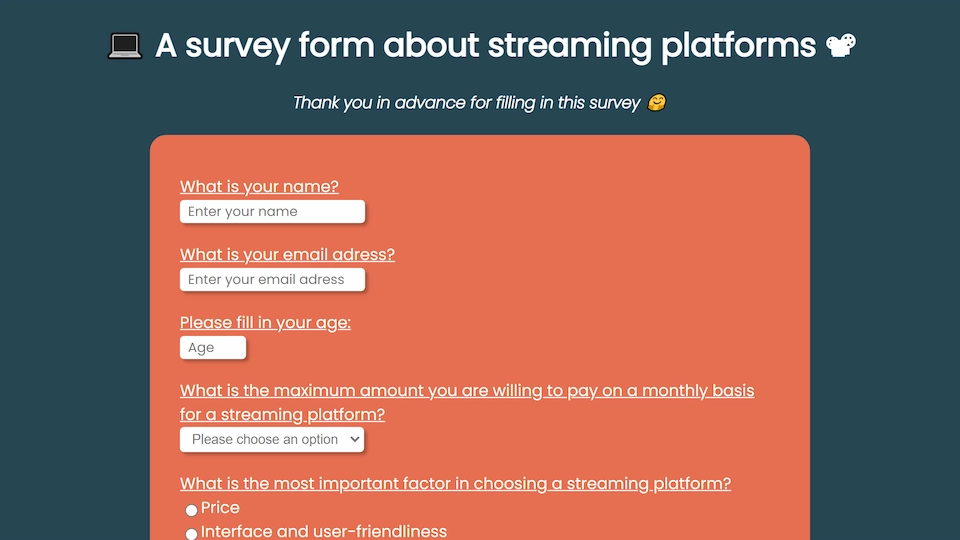 💻 A survey form about streaming platforms 📽
Thank you in advance for filling in this survey 🤗
What is your name?
Enter your name
What is your email adress?
Enter your email adress
Please fill in your age:
Age
What is the maximum amount you are willing to pay on a monthly basis
for a streaming platform?
Please choose an option
What is the most important factor in choosing a streaming platform?
Price
Interface and user-friendliness